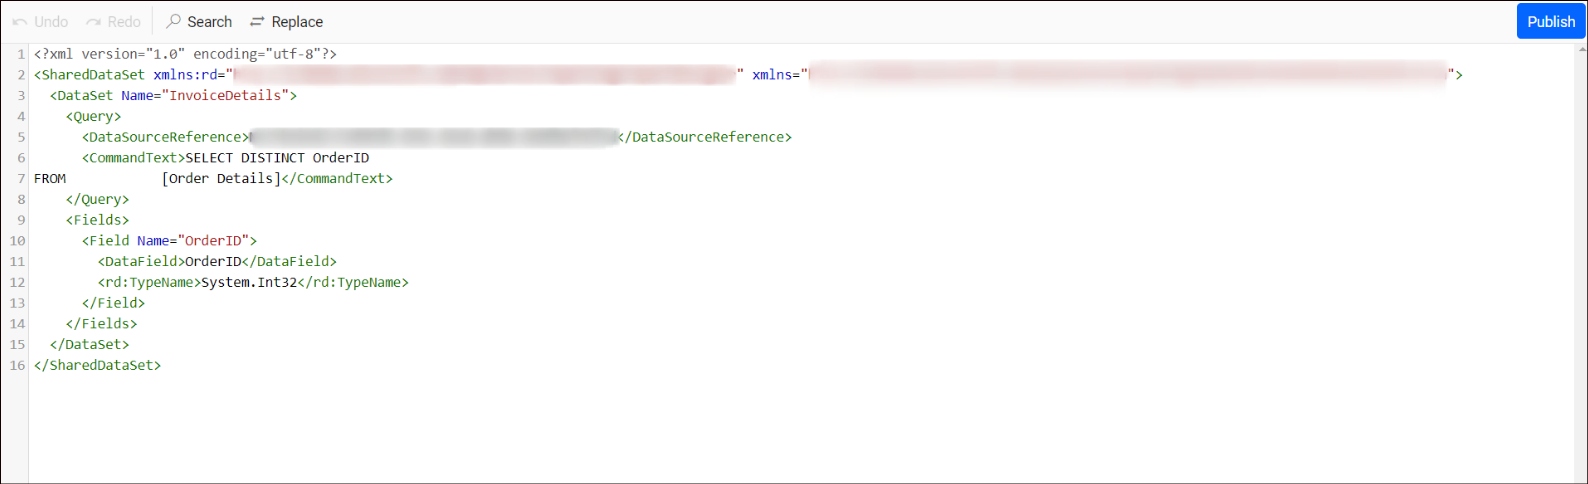 Undo Redo Search Replace Publish
1 <?xml version="1.0" encoding="utf-8"?>
2 <SharedDataSet xmlns:rd="" xmlns="">
3 <DataSet Name="InvoiceDetails">
4 <Query>
5 <DataSourceReference></DataSourceReference>
6 <CommandText>SELECT DISTINCT OrderID
7 FROM            [Order Details]</CommandText>
8 </Query>
9 <Fields>
10 <Field Name="OrderID">
11 <DataField>OrderID</DataField>
12 <rd:TypeName>System.Int32</rd:TypeName>
13 </Field>
14 </Fields>
15 </DataSet>
16 </SharedDataSet>